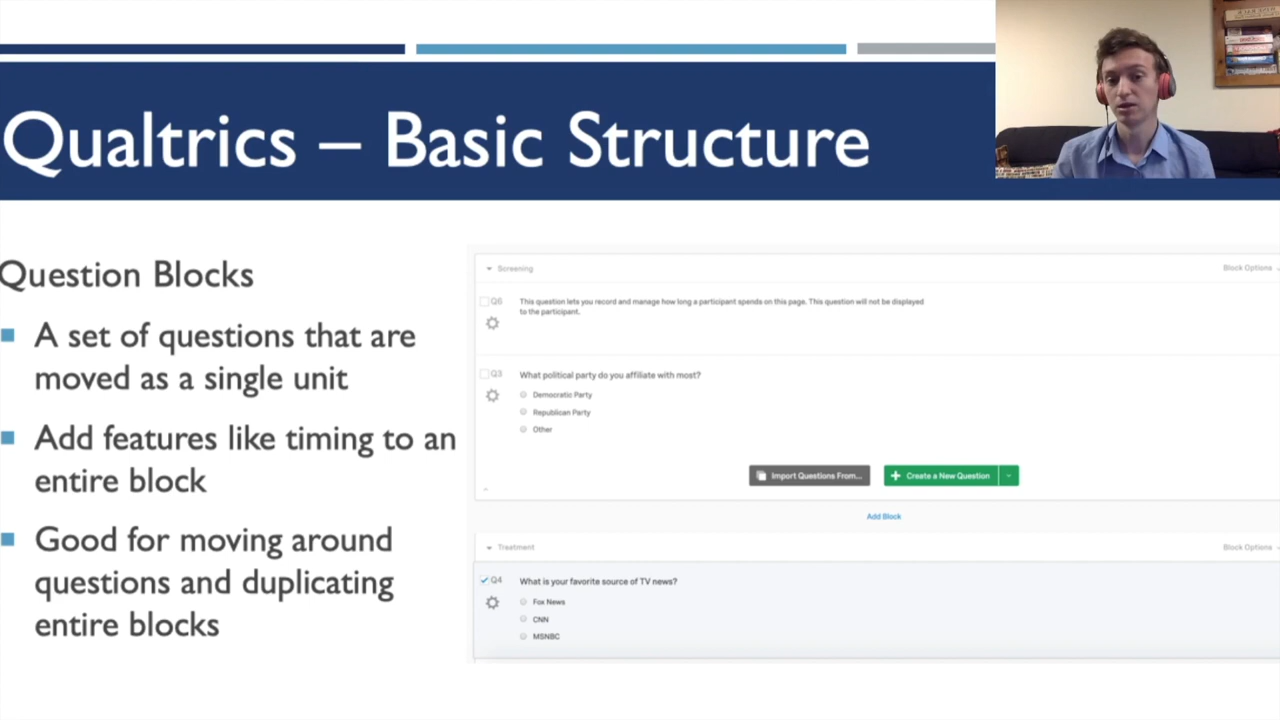 Qualtrics – Basic Structure
Question Blocks
A set of questions that are
moved as a single unit
Add features like timing to an
entire block
Good for moving around
questions and duplicating
entire blocks
Screening
Block Options
Q6
This question lets you record and manage how long a participant spends on this page. This question will not be displayed
to the participant.
Q3
What political party do you affiliate with most?
Democratic Party
Republican Party
Other
Import Questions From...
Create a New Question
Add Block
Treatment
Block Options
Q4
What is your favorite source of TV news?
Fox News
CNN
MSNBC